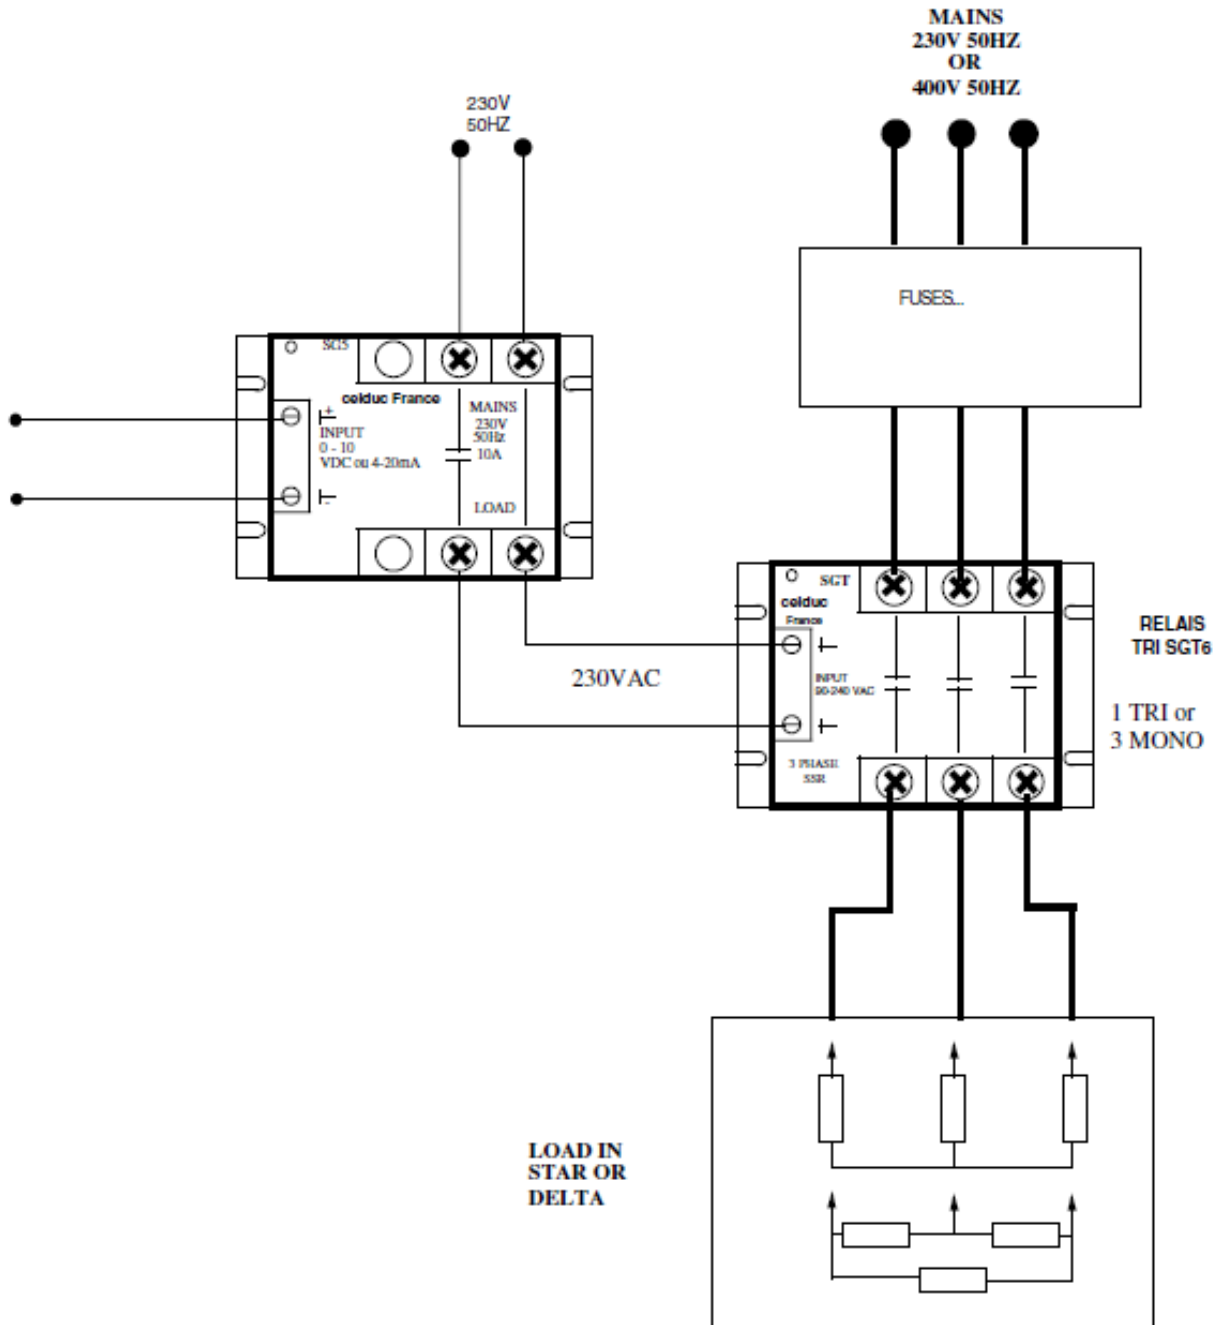 MAINS
230V 50HZ
OR
400V 50HZ
230V
50HZ
FUSES...
SG5
celduc France
+
INPUT
0 - 10
VDC ou 4-20mA
-
MAINS
230V
50Hz
10A
LOAD
SGT
celduc
France
INPUT
90-240 VAC
3 PHASE
SSR
230VAC
RELAIS
TRI SGT6
1 TRI or
3 MONO
LOAD IN
STAR OR
DELTA